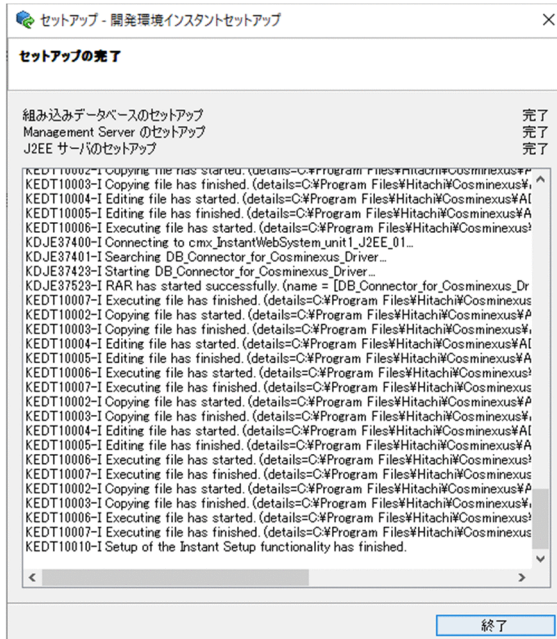 セットアップ - 開発環境インスタントセットアップ
セットアップの完了
組み込みデータベースのセットアップ 完了
Management Server のセットアップ 完了
J2EE サーバのセットアップ 完了
KEDT10002-I Copying file has started. (details=C:¥Program Files¥Hitachi¥Cosminexus¥A
KEDT10003-I Copying file has finished. (details=C:¥Program Files¥Hitachi¥Cosminexus¥
KEDT10004-I Editing file has started. (details=C:¥Program Files¥Hitachi¥Cosminexus¥AD
KEDT10005-I Editing file has finished. (details=C:¥Program Files¥Hitachi¥Cosminexus¥A
KEDT10006-I Executing file has started. (details=C:¥Program Files¥Hitachi¥Cosminexus¥
KDJE37400-I Connecting to cmx_InstantWebSystem_unit1_J2EE_01...
KDJE37401-I Searching DB_Connector_for_Cosminexus_Driver...
KDJE37423-I Starting DB_Connector_for_Cosminexus_Driver...
KDJE37523-I RAR has started successfully. (name = [DB_Connector_for_Cosminexus_Dr
KEDT10007-I Executing file has finished. (details=C:¥Program Files¥Hitachi¥Cosminexus
KEDT10002-I Copying file has started. (details=C:¥Program Files¥Hitachi¥Cosminexus¥A
KEDT10003-I Copying file has finished. (details=C:¥Program Files¥Hitachi¥Cosminexus¥
KEDT10004-I Editing file has started. (details=C:¥Program Files¥Hitachi¥Cosminexus¥AD
KEDT10005-I Editing file has finished. (details=C:¥Program Files¥Hitachi¥Cosminexus¥A
KEDT10006-I Executing file has started. (details=C:¥Program Files¥Hitachi¥Cosminexus¥
KEDT10007-I Executing file has finished. (details=C:¥Program Files¥Hitachi¥Cosminexus
KEDT10002-I Copying file has started. (details=C:¥Program Files¥Hitachi¥Cosminexus¥A
KEDT10003-I Copying file has finished. (details=C:¥Program Files¥Hitachi¥Cosminexus¥
KEDT10004-I Editing file has started. (details=C:¥Program Files¥Hitachi¥Cosminexus¥AD
KEDT10005-I Editing file has finished. (details=C:¥Program Files¥Hitachi¥Cosminexus¥A
KEDT10006-I Executing file has started. (details=C:¥Program Files¥Hitachi¥Cosminexus¥
KEDT10007-I Executing file has finished. (details=C:¥Program Files¥Hitachi¥Cosminexus
KEDT10002-I Copying file has started. (details=C:¥Program Files¥Hitachi¥Cosminexus¥A
KEDT10003-I Copying file has finished. (details=C:¥Program Files¥Hitachi¥Cosminexus¥
KEDT10006-I Executing file has started. (details=C:¥Program Files¥Hitachi¥Cosminexus¥
KEDT10007-I Executing file has finished. (details=C:¥Program Files¥Hitachi¥Cosminexus
KEDT10010-I Setup of the Instant Setup functionality has finished.
終了